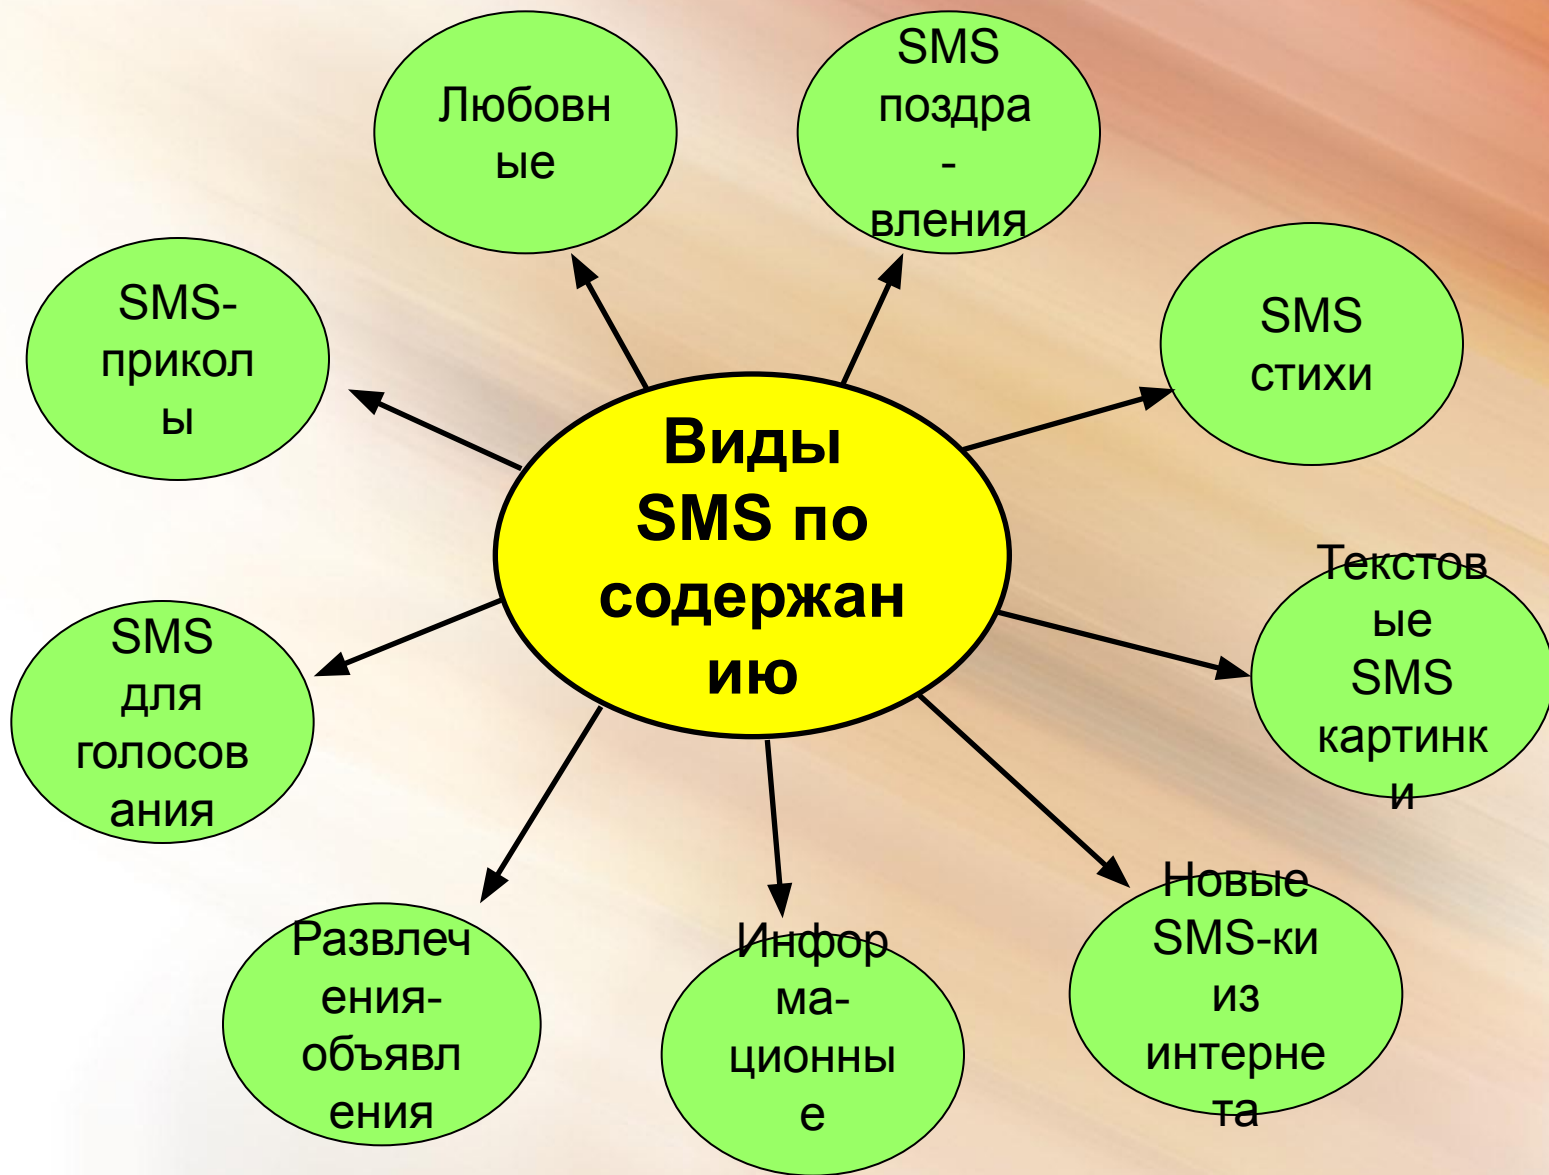 Любовн
ые
SMS
поздра
-
вления
SMS-
прикол
ы
SMS
стихи
Виды
SMS по
содержан
ию
Текстов
ые
SMS
картинк
и
SMS
для
голосов
ания
Новые
SMS-ки
из
интерне
та
Развлеч
ения-
объявл
ения
Инфор
ма-
ционны
е